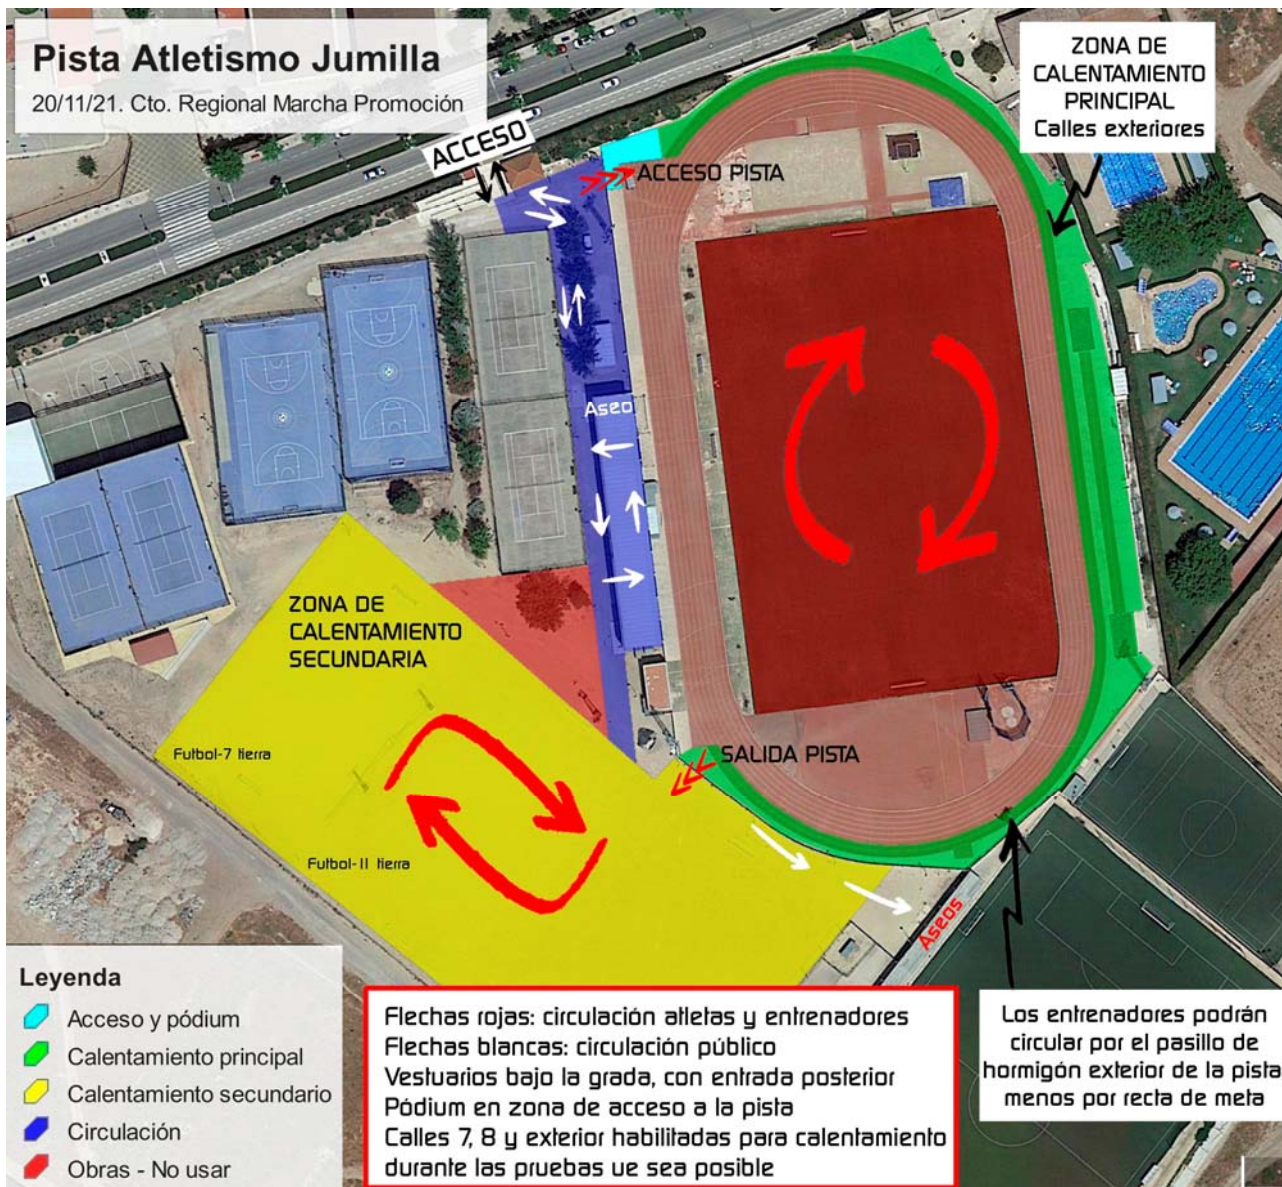 Pista Atletismo Jumilla
20/11/21. Cto. Regional Marcha Promoción
ACCESO
ACCESO PISTA
ZONA DE
CALENTAMIENTO
PRINCIPAL
Calles exteriores
Aseo
ZONA DE
CALENTAMIENTO
SECUNDARIA
Futbol-7 tierra
Futbol-11 tierra
SALIDA PISTA
Aseos
Leyenda
Acceso y pódium
Calentamiento principal
Calentamiento secundario
Circulación
Obras - No usar
Flechas rojas: circulación atletas y entrenadores
Flechas blancas: circulación público
Vestuarios bajo la grada, con entrada posterior
Pódium en zona de acceso a la pista
Calles 7, 8 y exterior habilitadas para calentamiento
durante las pruebas ue sea posible
Los entrenadores podrán
circular por el pasillo de
hormigón exterior de la pista
menos por recta de meta